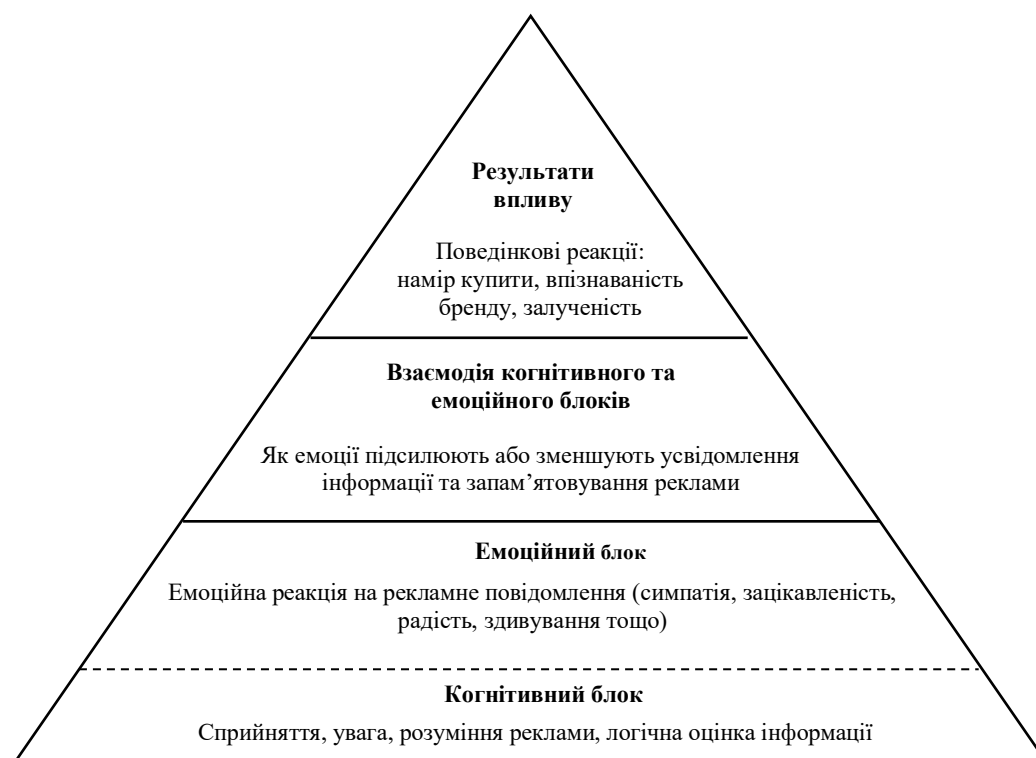 Результати
впливу
Поведінкові реакції:
намір купити, впізнаваність
бренду, залученість
Взаємодія когнітивного та
емоційного блоків
Як емоції підсилюють або зменшують усвідомлення
інформації та запам’ятовування реклами
Емоційний блок
Емоційна реакція на рекламне повідомлення (симпатія, зацікавленість,
радість, здивування тощо)
Когнітивний блок
Сприйняття, увага, розуміння реклами, логічна оцінка інформації